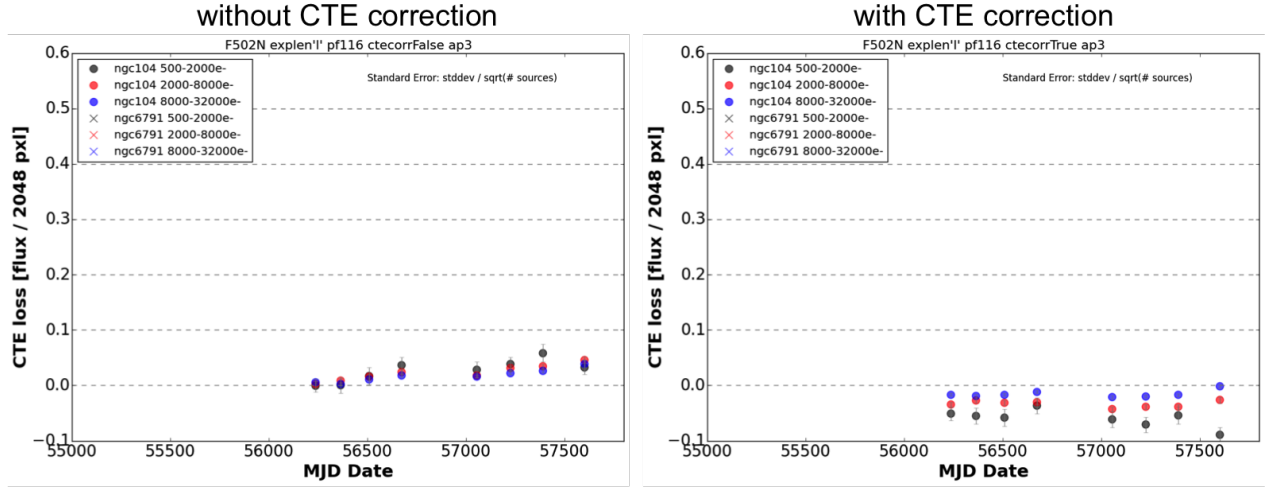 without CTE correction
F502N explen'l' pf116 ctecorrFalse ap3
0.6
0.5
0.4
0.3
0.2
0.1
0.0
−0.1
CTE loss [flux / 2048 pxl]
ngc104 500-2000e-
ngc104 2000-8000e-
ngc104 8000-32000e-
ngc6791 500-2000e-
ngc6791 2000-8000e-
ngc6791 8000-32000e-
Standard Error: stddev / sqrt(# sources)
55000 55500 56000 56500 57000 57500
MJD Date
with CTE correction
F502N explen'l' pf116 ctecorrTrue ap3
0.6
0.5
0.4
0.3
0.2
0.1
0.0
−0.1
CTE loss [flux / 2048 pxl]
ngc104 500-2000e-
ngc104 2000-8000e-
ngc104 8000-32000e-
ngc6791 500-2000e-
ngc6791 2000-8000e-
ngc6791 8000-32000e-
Standard Error: stddev / sqrt(# sources)
55000 55500 56000 56500 57000 57500
MJD Date